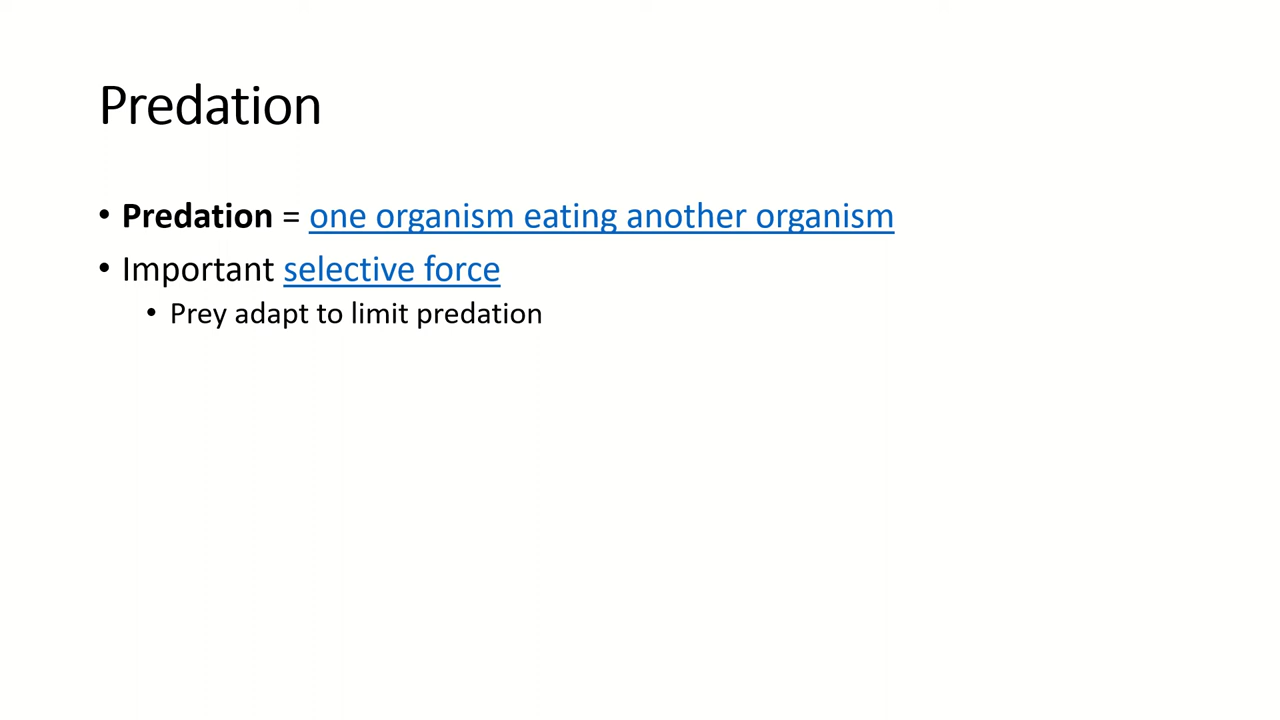 Predation
• Predation = one organism eating another organism
• Important selective force
• Prey adapt to limit predation